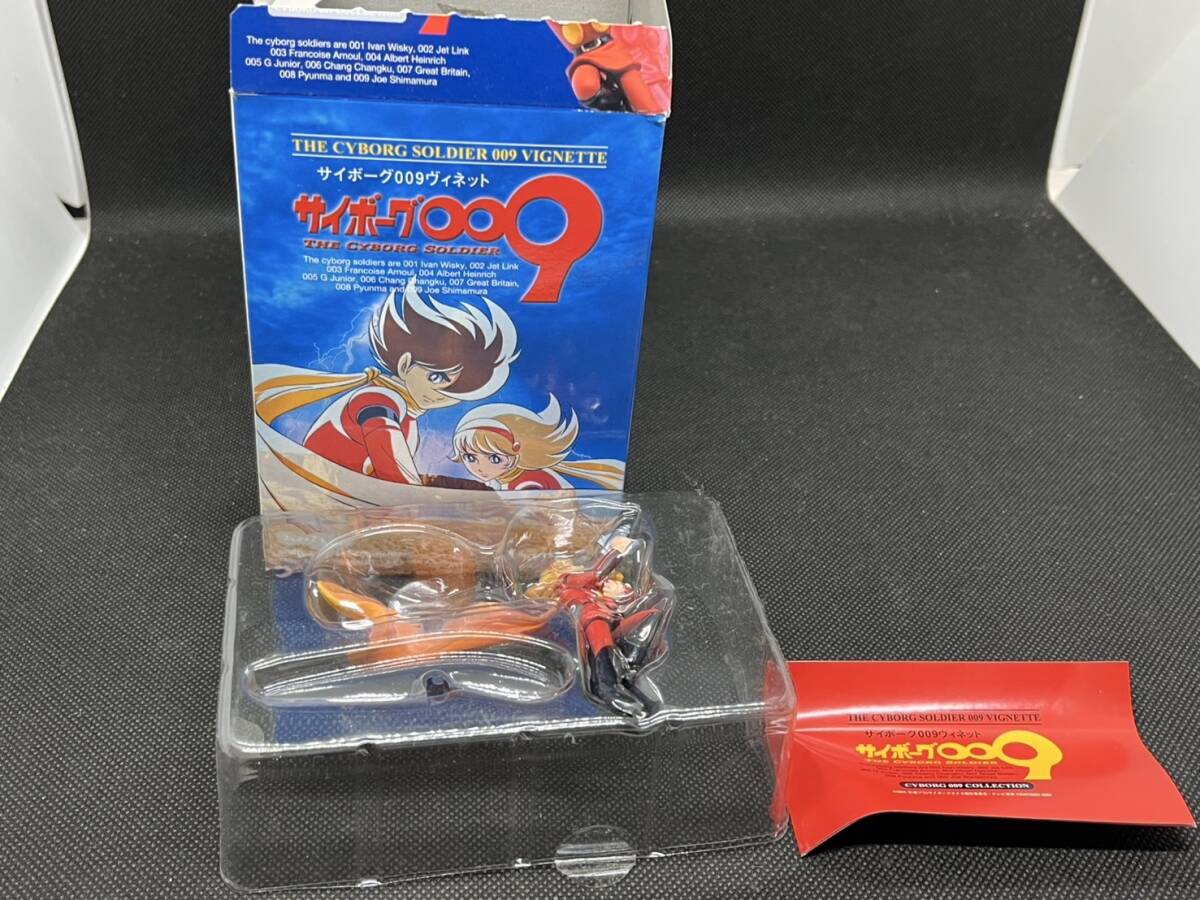 The cyborg soldiers are 001 Ivan Wisky, 002 Jet Link
003 Francoise Arnoul, 004 Albert Heinrich
005 G Junior, 006 Chang Changku, 007 Great Britain,
008 Pyunma and 009 Joe Shimamura
THE CYBORG SOLDIER 009 VIGNETTE
サイボーグ009ヴィネット
サイボーグ009
THE CYBORG SOLDIER
The cyborg soldiers are 001 Ivan Wisky, 002 Jet Link
003 Francoise Arnoul, 004 Albert Heinrich
005 G Junior, 006 Chang Changku, 007 Great Britain,
008 Pyunma and 009 Joe Shimamura
THE CYBORG SOLDIER 009 VIGNETTE
サイボーグ009ヴィネット
サイボーグ009
THE CYBORG SOLDIER
CYBORG 009 COLLECTION